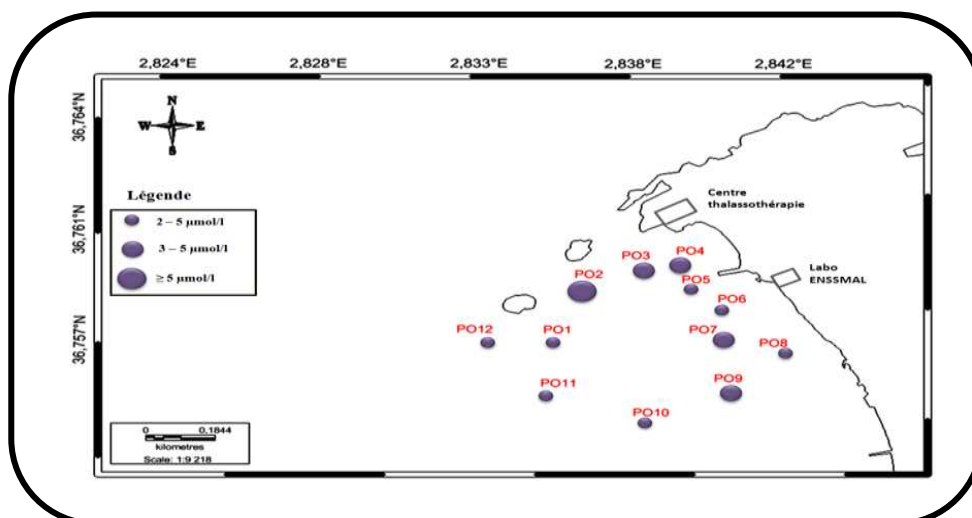 2,824°E 2,828°E 2,833°E 2,838°E 2,842°E
36,764°N
36,761°N
36,757°N
N
W E
S
Légende
2 – 5 µmol/l
3 – 5 µmol/l
≥ 5 µmol/l
Centre
thalassothérapie
Labo
ENSSMAL
PO3
PO4
PO2
PO5
PO6
PO12
PO1
PO7
PO8
PO11
PO9
PO10
0 0,1844
kilometres
Scale: 1:9.218